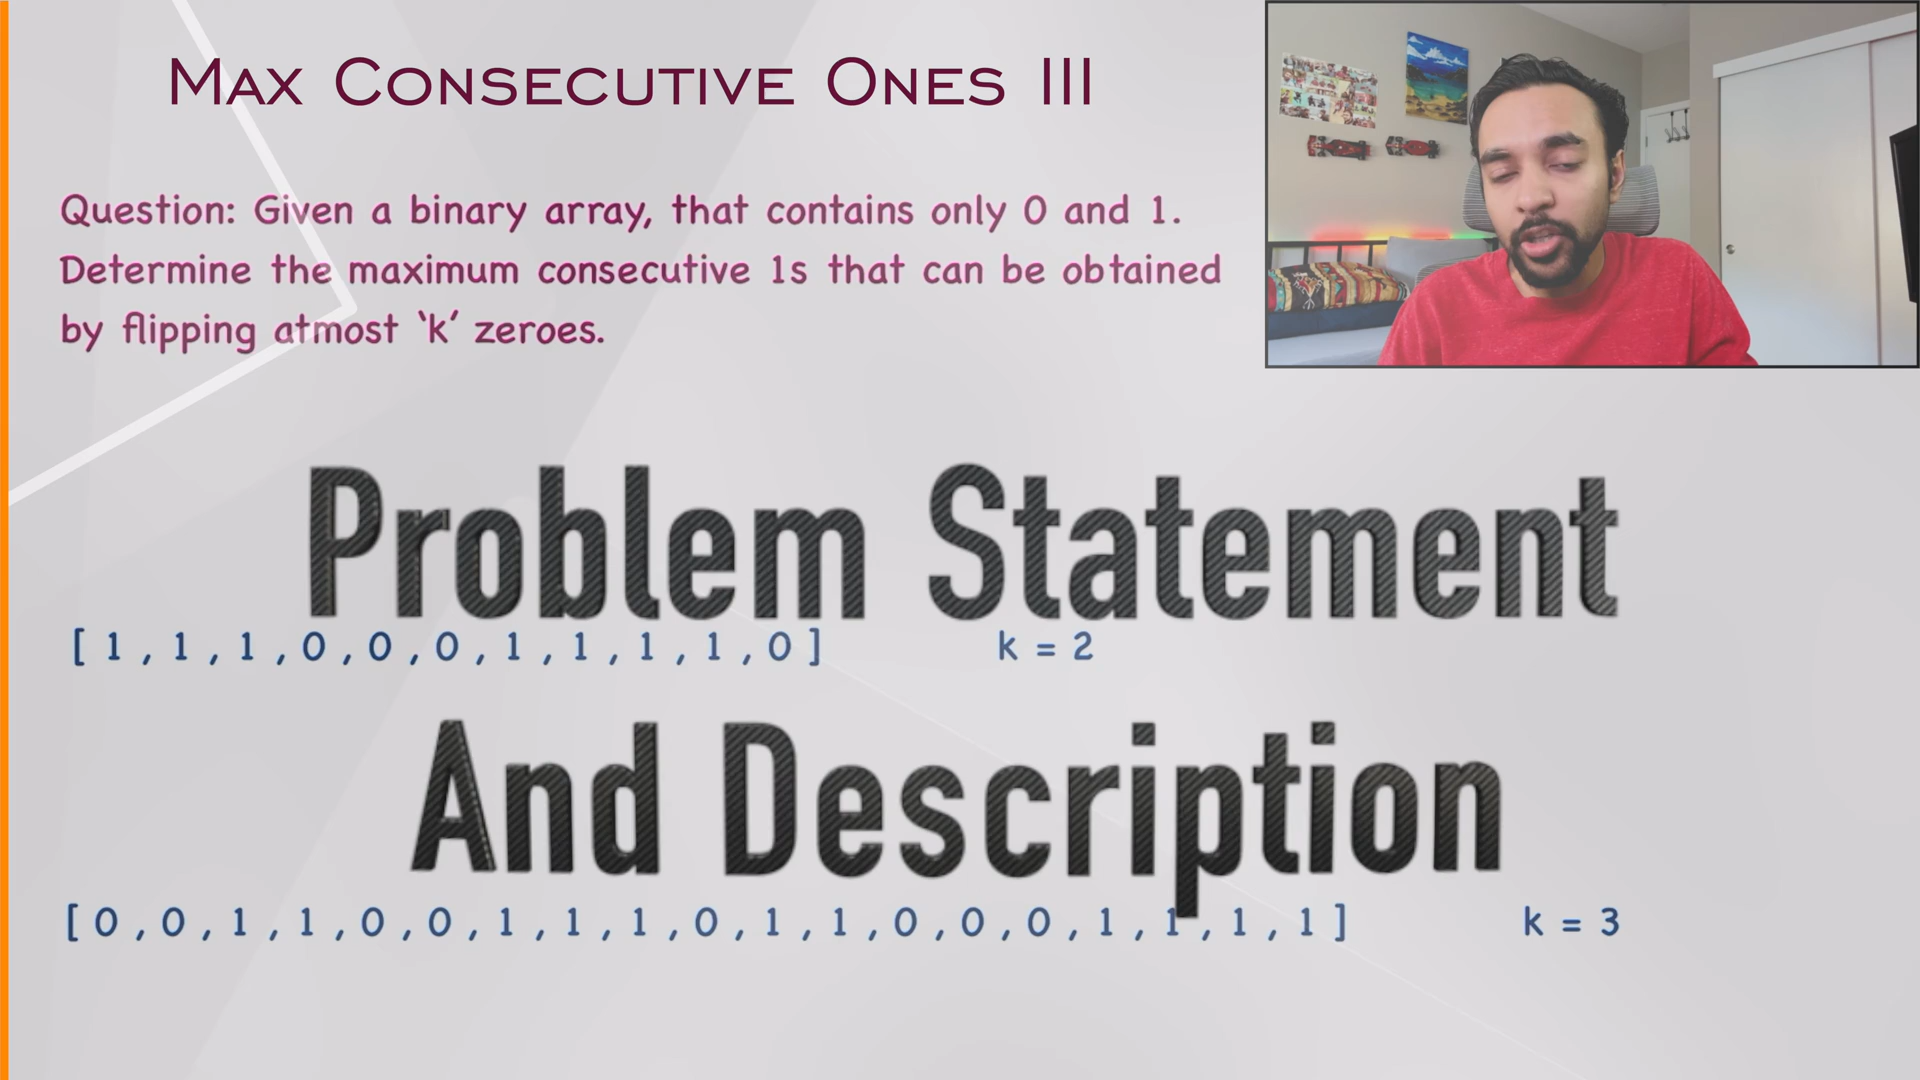 Max Consecutive Ones III
Question: Given a binary array, that contains only 0 and 1.
Determine the maximum consecutive 1s that can be obtained
by flipping atmost ‘k’ zeroes.
Problem Statement
[ 1 , 1 , 1 , 0 , 0 , 0 , 1 , 1 , 1 , 1 , 0 ] k = 2
And Description
[ 0 , 0 , 1 , 1 , 0 , 0 , 1 , 1 , 1 , 0 , 1 , 1 , 0 , 0 , 0 , 1 , 1 , 1 , 1 ] k = 3